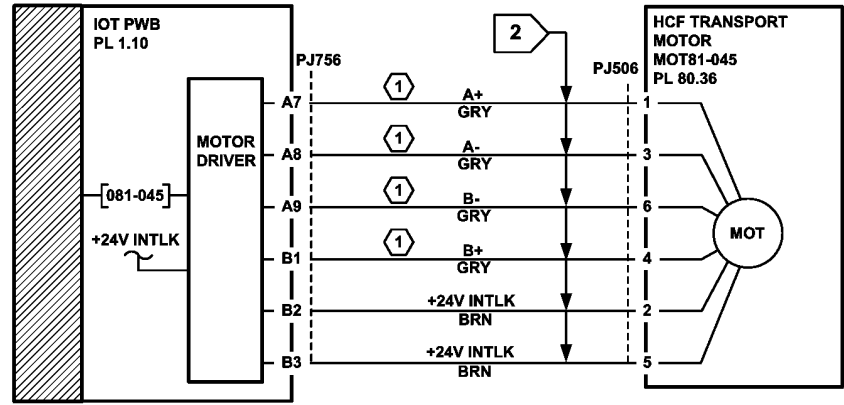 IOT PWB
PL 1.10
PJ756
2
HCF TRANSPORT
MOTOR
MOT81-045
PL 80.36
PJ506
MOTOR
DRIVER
081-045
+24V INTLK
A7
1
A+
GRY
1
A8
1
A-
GRY
3
A9
1
B-
GRY
6
B1
1
B+
GRY
4
B2
+24V INTLK
BRN
2
B3
+24V INTLK
BRN
5
MOT